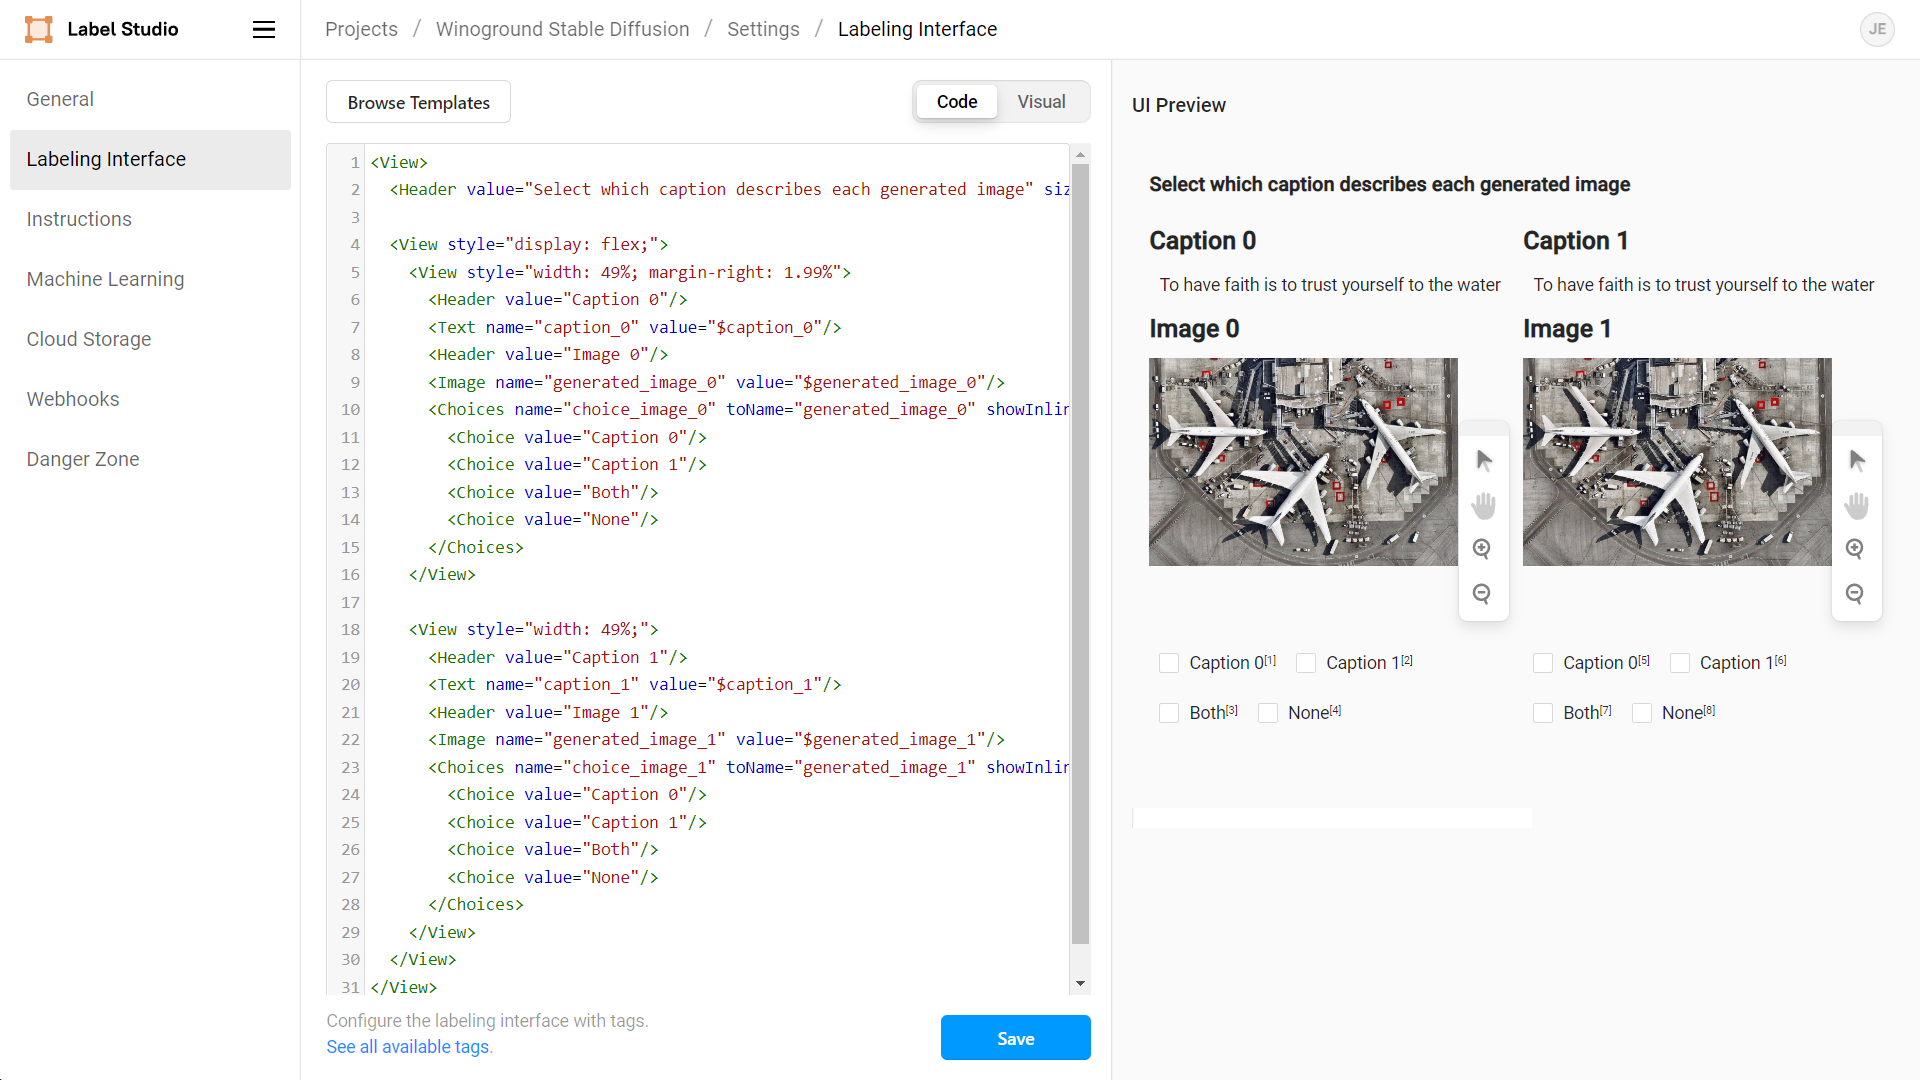 Label Studio
Projects / Winoground Stable Diffusion / Settings / Labeling Interface
JE
General
Labeling Interface
Instructions
Machine Learning
Cloud Storage
Webhooks
Danger Zone
Browse Templates
Code Visual
1 <View>
2 <Header value="Select which caption describes each generated image" siz
3
4 <View style="display: flex;">
5 <View style="width: 49%; margin-right: 1.99%">
6 <Header value="Caption 0"/>
7 <Text name="caption_0" value="$caption_0"/>
8 <Header value="Image 0"/>
9 <Image name="generated_image_0" value="$generated_image_0"/>
10 <Choices name="choice_image_0" toName="generated_image_0" showInlin
11 <Choice value="Caption 0"/>
12 <Choice value="Caption 1"/>
13 <Choice value="Both"/>
14 <Choice value="None"/>
15 </Choices>
16 </View>
17
18 <View style="width: 49%;">
19 <Header value="Caption 1"/>
20 <Text name="caption_1" value="$caption_1"/>
21 <Header value="Image 1"/>
22 <Image name="generated_image_1" value="$generated_image_1"/>
23 <Choices name="choice_image_1" toName="generated_image_1" showInlin
24 <Choice value="Caption 0"/>
25 <Choice value="Caption 1"/>
26 <Choice value="Both"/>
27 <Choice value="None"/>
28 </Choices>
29 </View>
30 </View>
31 </View>
Configure the labeling interface with tags.
See all available tags.
Save
UI Preview
Select which caption describes each generated image
Caption 0
To have faith is to trust yourself to the water
Image 0
Caption 0[1] Caption 1[2]
Both[3] None[4]
Caption 1
To have faith is to trust yourself to the water
Image 1
Caption 0[5] Caption 1[6]
Both[7] None[8]